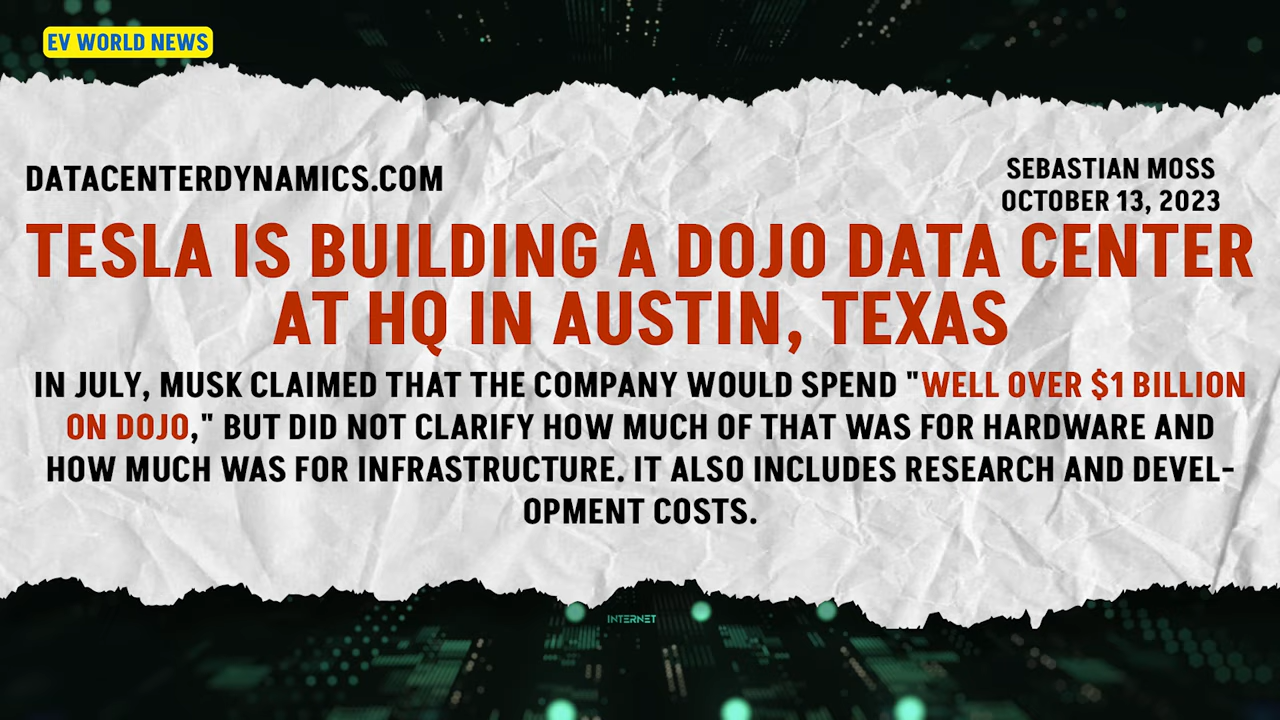 EV WORLD NEWS
DATACENTERDYNAMICS.COM
SEBASTIAN MOSS
OCTOBER 13, 2023
TESLA IS BUILDING A DOJO DATA CENTER
AT HQ IN AUSTIN, TEXAS
IN JULY, MUSK CLAIMED THAT THE COMPANY WOULD SPEND "WELL OVER $1 BILLION
ON DOJO," BUT DID NOT CLARIFY HOW MUCH OF THAT WAS FOR HARDWARE AND
HOW MUCH WAS FOR INFRASTRUCTURE. IT ALSO INCLUDES RESEARCH AND DEVEL-
OPMENT COSTS.
INTERNET